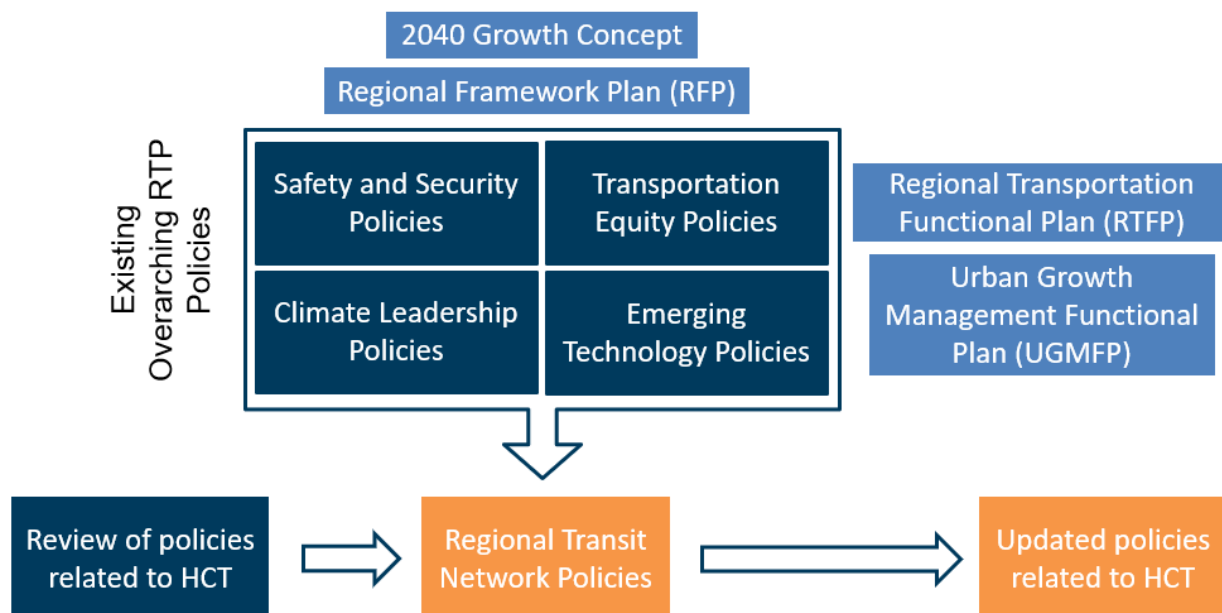 2040 Growth Concept
Regional Framework Plan (RFP)
Existing
Overarching RTP
Policies
Safety and Security
Policies
Transportation
Equity Policies
Climate Leadership
Policies
Emerging
Technology Policies
Regional Transportation
Functional Plan (RTFP)
Urban Growth
Management Functional
Plan (UGMFP)
Review of policies
related to HCT
Regional Transit
Network Policies
Updated policies
related to HCT